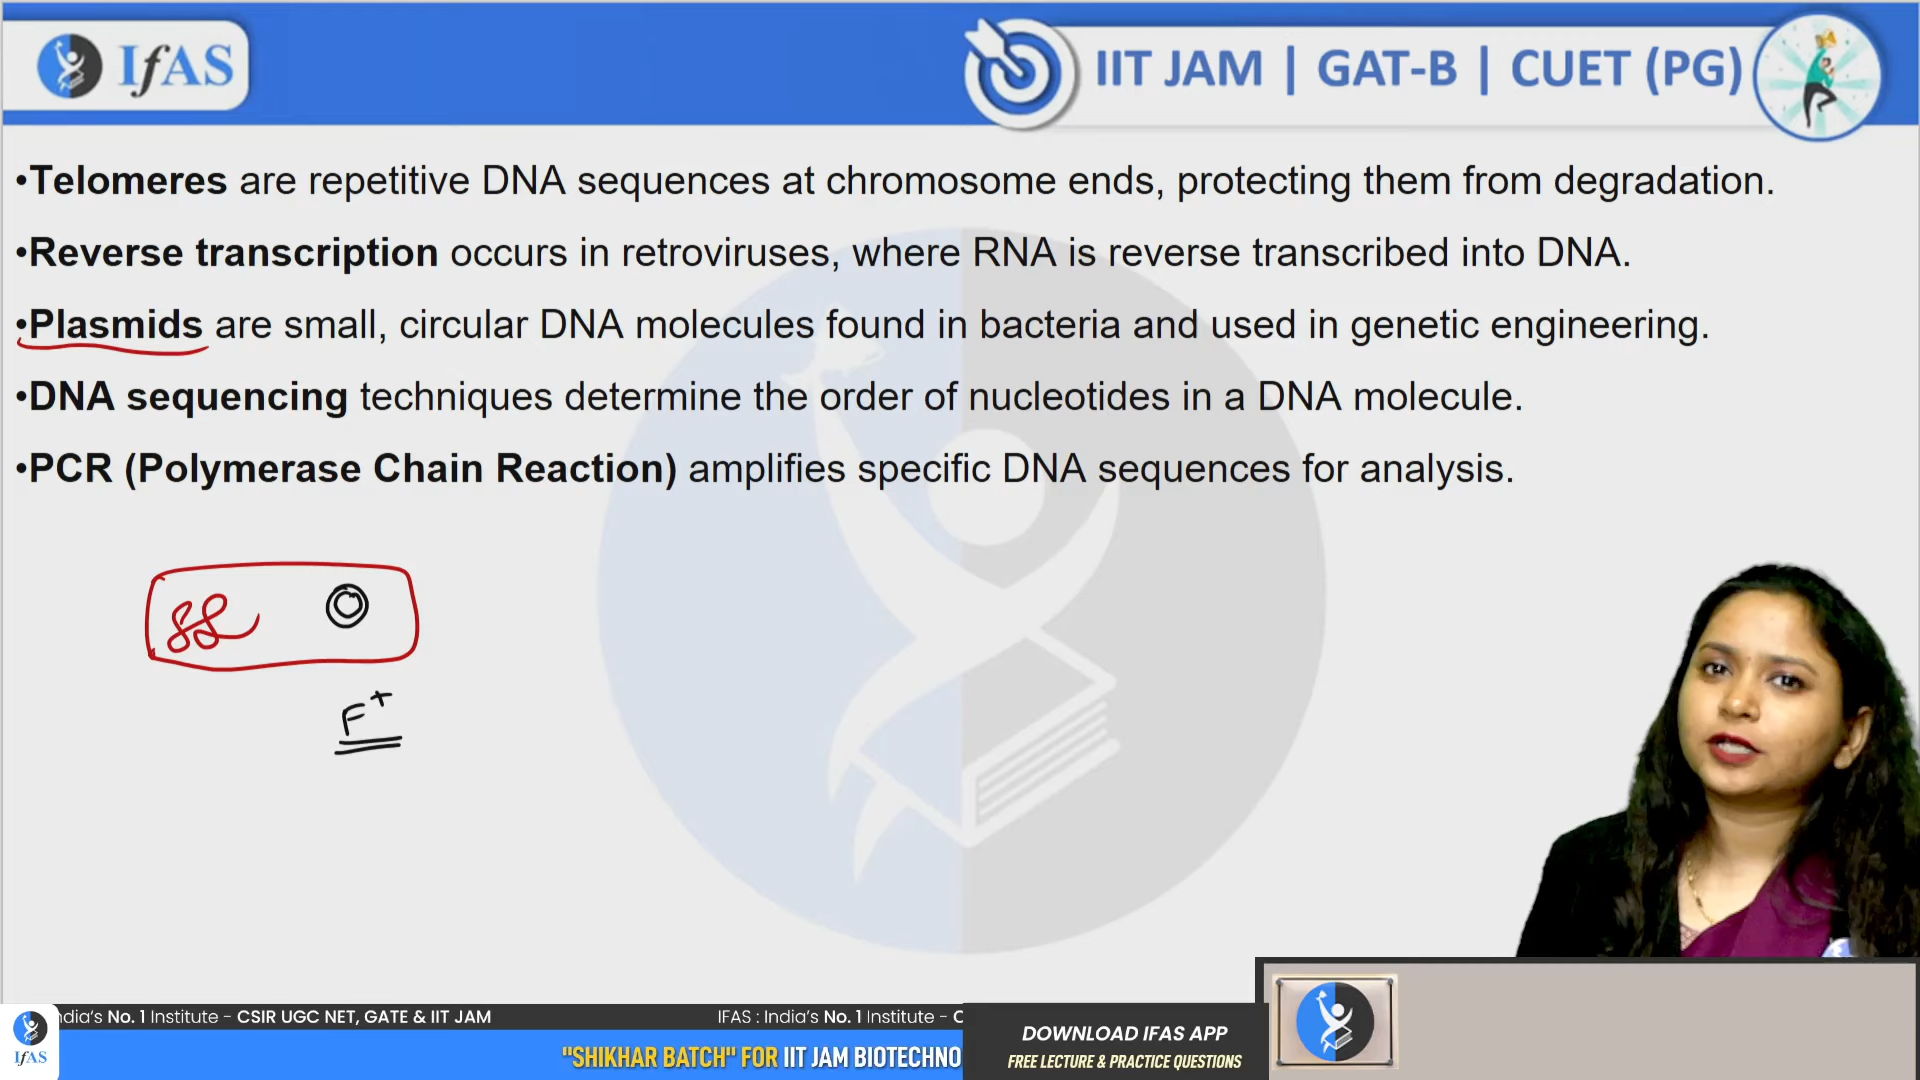 IfAS
IIT JAM | GAT-B | CUET (PG)
•Telomeres are repetitive DNA sequences at chromosome ends, protecting them from degradation.
•Reverse transcription occurs in retroviruses, where RNA is reverse transcribed into DNA.
•Plasmids are small, circular DNA molecules found in bacteria and used in genetic engineering.
•DNA sequencing techniques determine the order of nucleotides in a DNA molecule.
•PCR (Polymerase Chain Reaction) amplifies specific DNA sequences for analysis.
F+
ndia's No. 1 Institute - CSIR UGC NET, GATE & IIT JAM
IFAS : India's No. 1 Institute - C
IfAS
"SHIKHAR BATCH" FOR IIT JAM BIOTECHNO
DOWNLOAD IFAS APP
FREE LECTURE & PRACTICE QUESTIONS